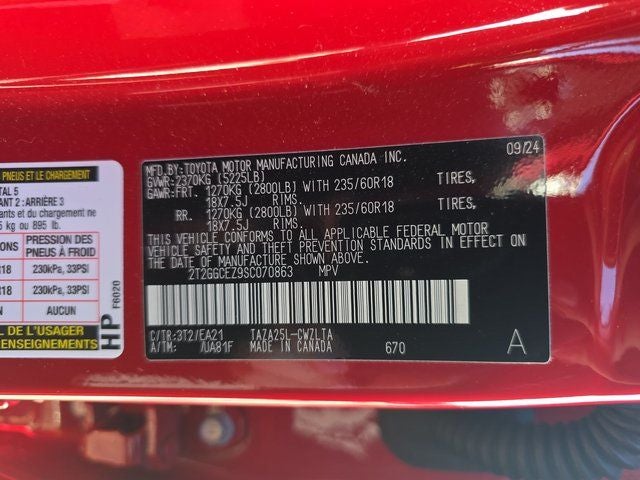 PNEUS ET LE CHARGEMENT
TAL 5
ANT 2 : ARRIÈRE 3
ants et du chargement ne
5 kg ou 895 lb.
ONS PRESSION DES PNEUS À FROID
R18 230kPa, 33PSI
R18 230kPa, 33PSI
AUCUN
L DE L'USAGER
RENSEIGNEMENTS
HP F6020
MFD.BY:TOYOTA MOTOR MANUFACTURING CANADA INC. 09/24
GVWR:2370KG (5225LB)
GAWR:FRT. 1270KG (2800LB) WITH 235/60R18 TIRES,
18X7.5J RIMS.
RR. 1270KG (2800LB) WITH 235/60R18 TIRES,
18X7.5J RIMS.
THIS VEHICLE CONFORMS TO ALL APPLICABLE FEDERAL MOTOR
VEHICLE SAFETY AND THEFT PREVENTION STANDARDS IN EFFECT ON
THE DATE OF MANUFACTURE SHOWN ABOVE.
2T2GGCEZ9SC070863 MPV
C/TR:3T2/EA21 TAZA25L-CWZLTA
A/TM: /UA81F MADE IN CANADA 670 A